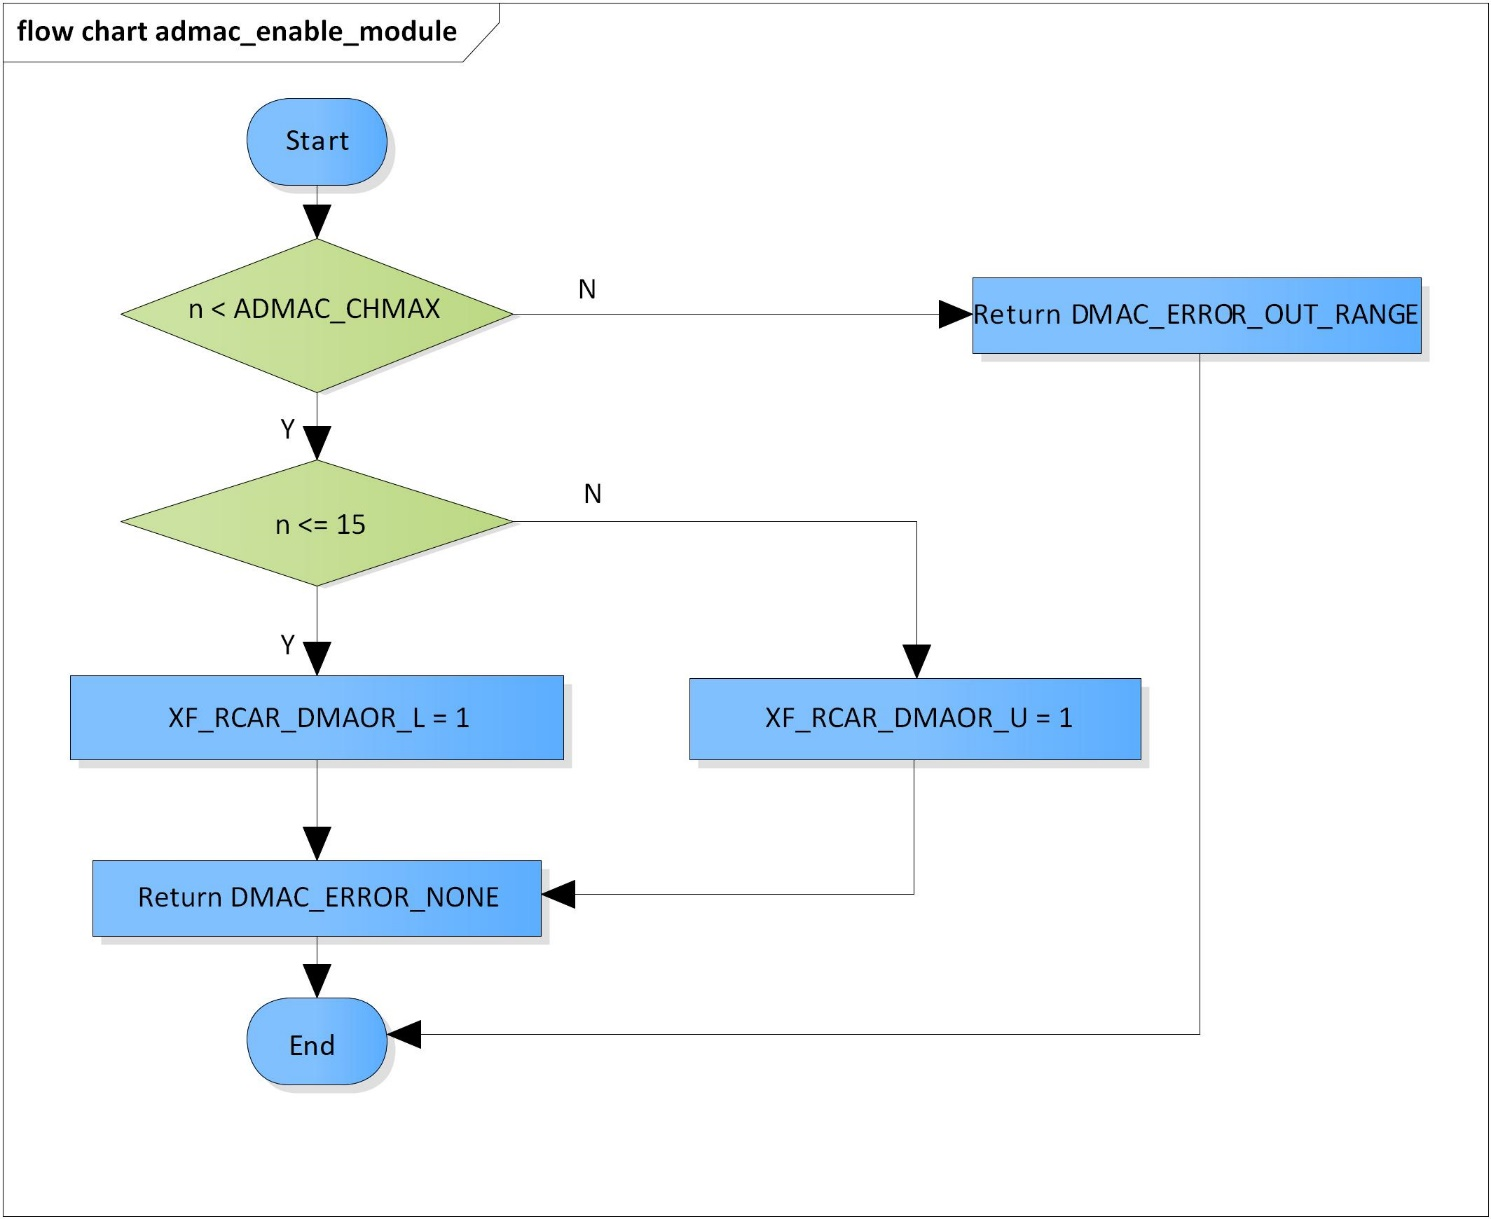 flow chart admac_enable_module
Start
n < ADMAC_CHMAX
N
Return DMAC_ERROR_OUT_RANGE
Y
n <= 15
N
Y
XF_RCAR_DMAOR_L = 1
XF_RCAR_DMAOR_U = 1
Return DMAC_ERROR_NONE
End